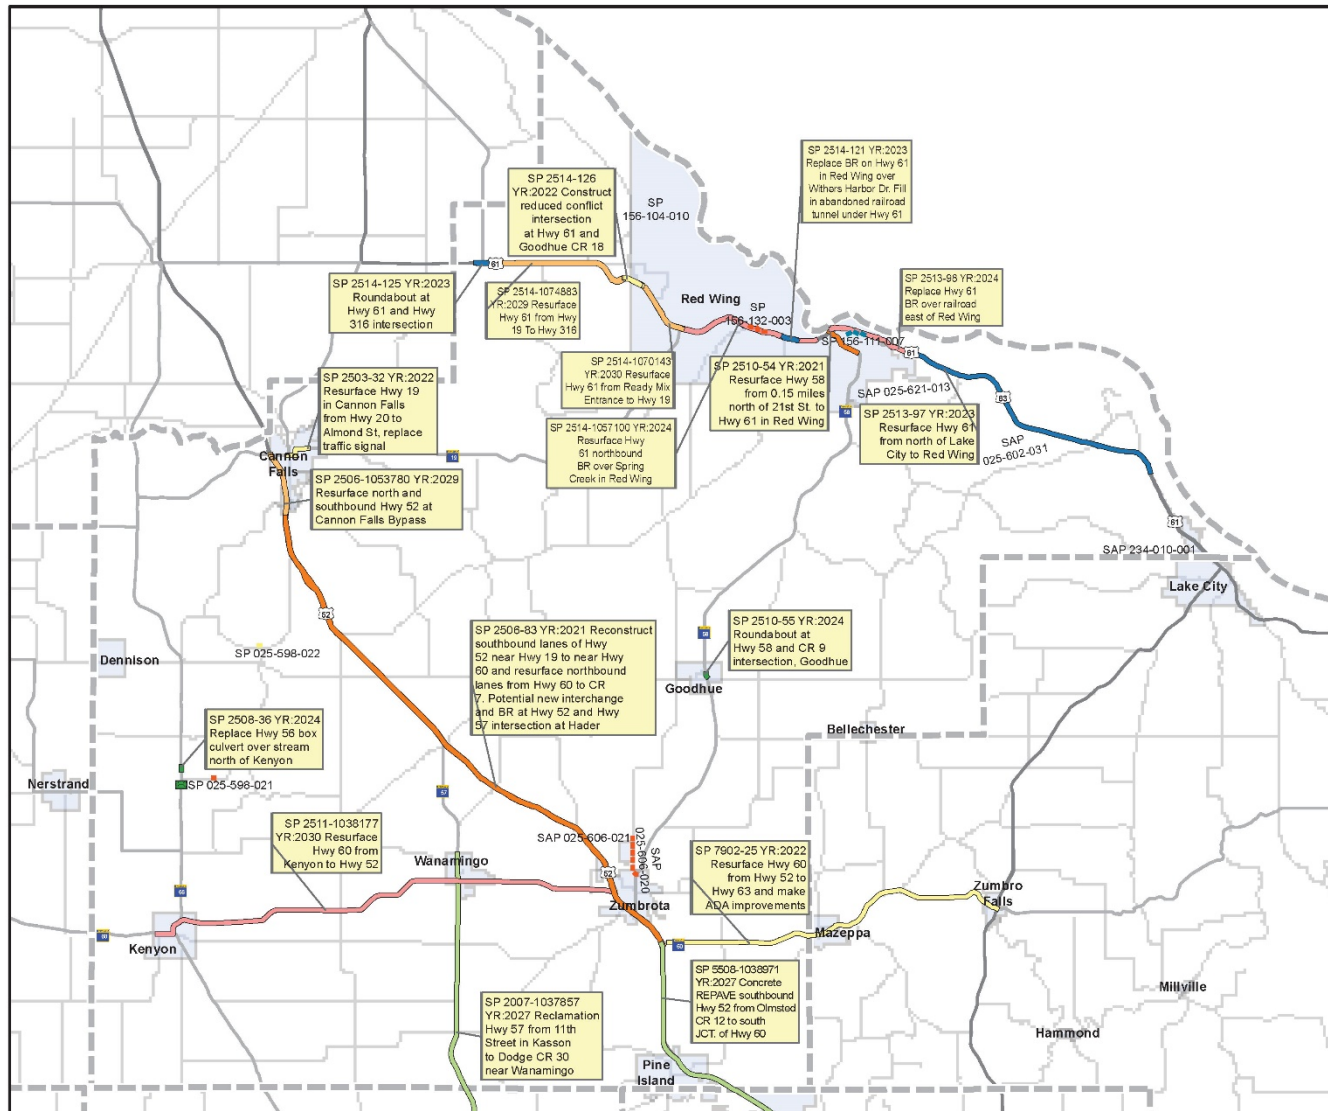 SP 2514-121 YR:2023
Replace BR on Hwy 61
in Red Wing over
Withers Harbor Dr. Fill
in abandoned railroad
tunnel under Hwy 61
SP 2514-126
YR:2022 Construct
reduced conflict
intersection
at Hwy 61 and
Goodhue CR 18
SP
156-104-010
61
SP 2514-125 YR:2023
Roundabout at
Hwy 61 and Hwy
316 intersection
SP 2514-1074883
YR:2029 Resurface
Hwy 61 from Hwy
19 To Hwy 316
Red Wing
SP
156-132-003
SP 2513-98 YR:2024
Replace Hwy 61
BR over railroad
east of Red Wing
SP 156-111-007
61
SP 2514-1070143
YR:2030 Resurface
Hwy 61 from Ready Mix
Entrance to Hwy 19
SP 2510-54 YR:2021
Resurface Hwy 58
from 0.15 miles
north of 21st St. to
Hwy 61 in Red Wing
SAP 025-621-013
63
58
SP 2513-97 YR:2023
Resurface Hwy 61
from north of Lake
City to Red Wing
SAP
025-602-031
SP 2503-32 YR:2022
Resurface Hwy 19
in Cannon Falls
from Hwy 20 to
Almond St, replace
traffic signal
SP 2514-1057100 YR:2024
Resurface Hwy
61 northbound
BR over Spring
Creek in Red Wing
Cannon
Falls
19
SP 2506-1053780 YR:2029
Resurface north and
southbound Hwy 52 at
Cannon Falls Bypass
61
SAP 234-010-001
Lake City
52
SP 2506-83 YR:2021 Reconstruct
southbound lanes of Hwy
52 near Hwy 19 to near Hwy
60 and resurface northbound
lanes from Hwy 60 to CR
7. Potential new interchange
and BR at Hwy 52 and Hwy
57 intersection at Hader
58
SP 2510-55 YR:2024
Roundabout at
Hwy 58 and CR 9
intersection, Goodhue
Dennison
SP 025-598-022
Goodhue
Bellechester
SP 2508-36 YR:2024
Replace Hwy 56 box
culvert over stream
north of Kenyon
Nerstrand
SP 025-598-021
57
SP 2511-1038177
YR:2030 Resurface
Hwy 60 from
Kenyon to Hwy 52
SAP 025-606-021
SAP
025-606-020
Wanamingo
52
Zumbrota
SP 7902-25 YR:2022
Resurface Hwy 60
from Hwy 52 to
Hwy 63 and make
ADA improvements
Zumbro
Falls
60
Kenyon
60
Mazeppa
SP 2007-1037857
YR:2027 Reclamation
Hwy 57 from 11th
Street in Kasson
to Dodge CR 30
near Wanamingo
SP 5508-1038971
YR:2027 Concrete
REPAVE southbound
Hwy 52 from Olmsted
CR 12 to south
JCT. of Hwy 60
Millville
Hammond
Pine
Island